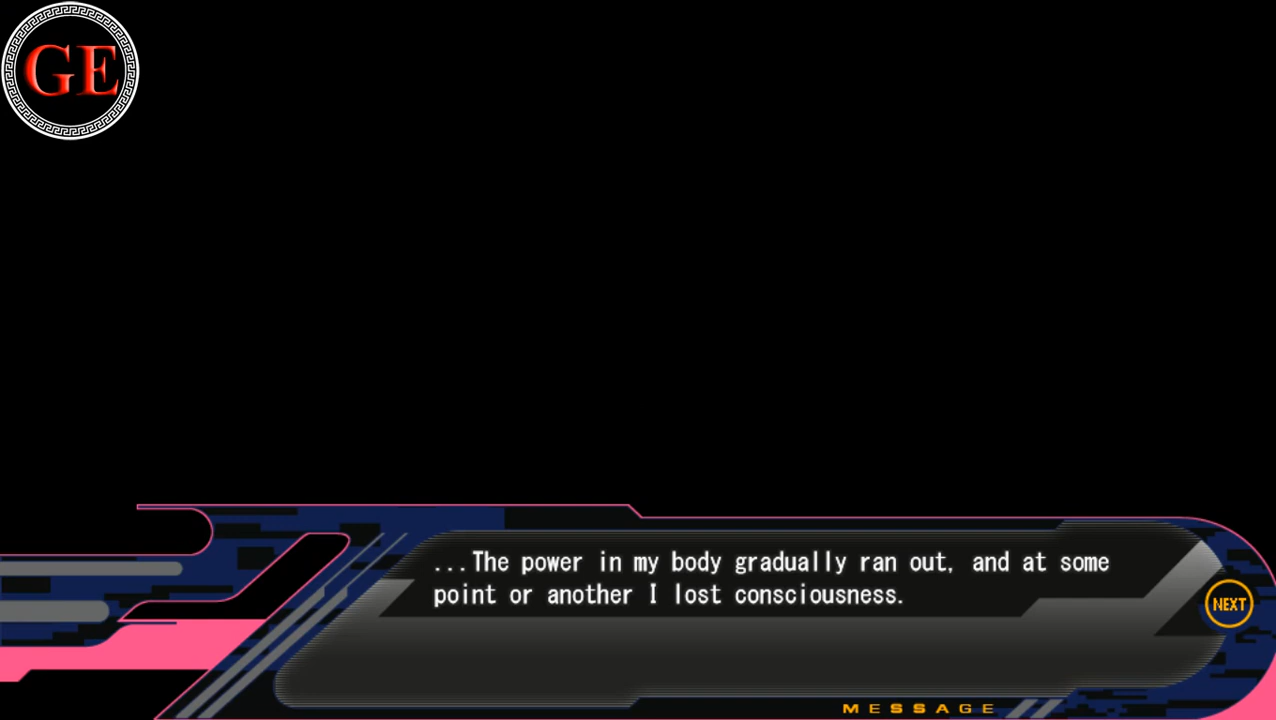 GE
...The power in my body gradually ran out, and at some
point or another I lost consciousness.
NEXT
MESSAGE